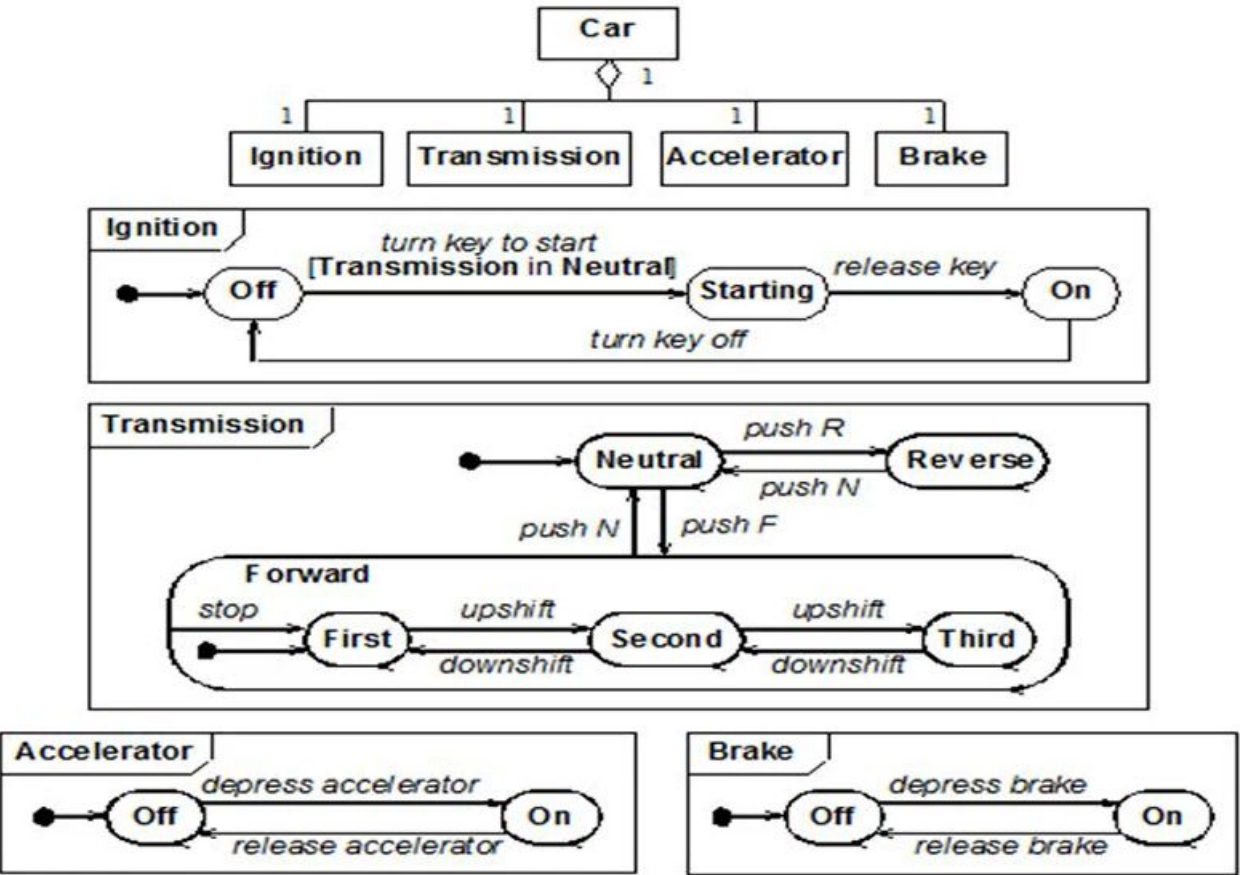 Car
1
1 1 1 1
Ignition Transmission Accelerator Brake
Ignition
turn key to start
[Transmission in Neutral]
Off Starting release key On
turn key off
Transmission
push R
Neutral Reverse
push N
push N push F
Forward
stop upshift upshift
First Second Third
downshift downshift
Accelerator
depress accelerator
Off On
release accelerator
Brake
depress brake
Off On
release brake